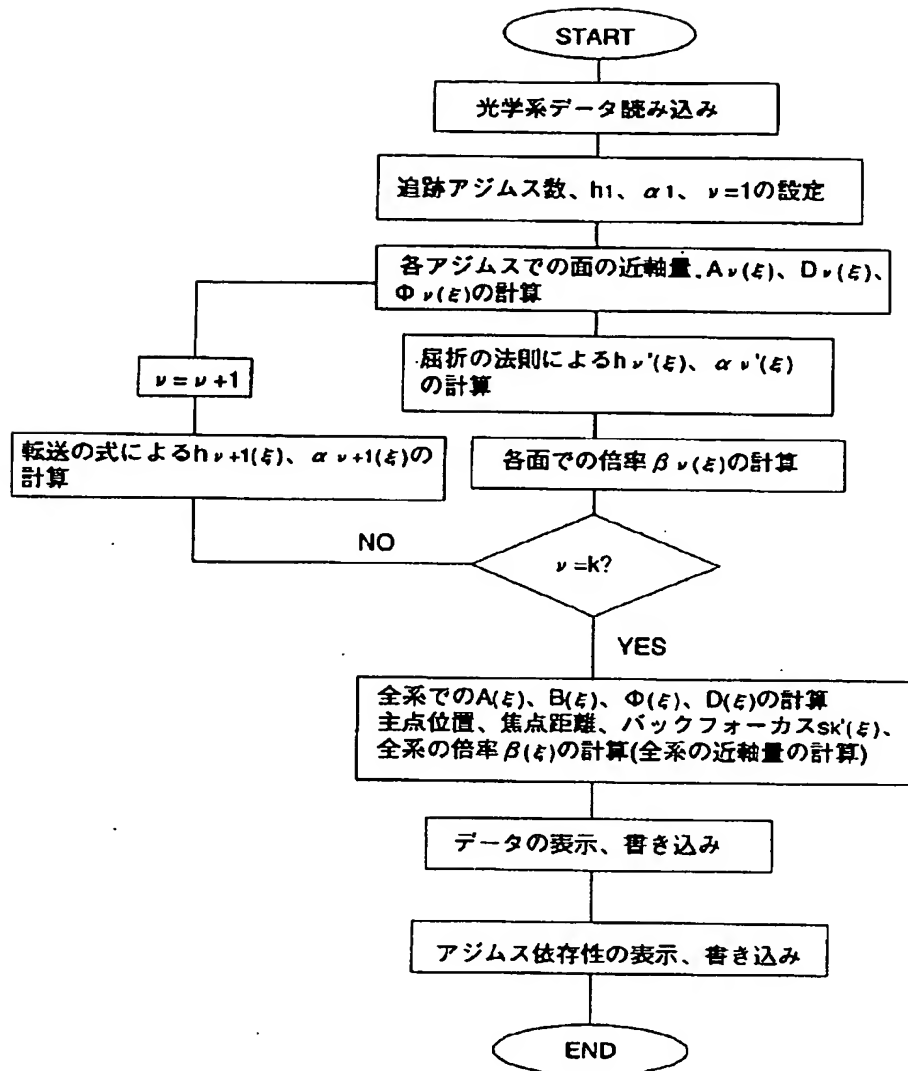 START
光学系データ読み込み
追跡アジムス数、h1、α1、ν=1の設定
各アジムスでの面の近軸量、Aν(ξ)、Dν(ξ)、
Φν(ξ)の計算
屈折の法則によるhν'(ξ)、αν'(ξ)
の計算
ν=ν+1
転送の式によるhν+1(ξ)、αν+1(ξ)の
計算
各面での倍率βν(ξ)の計算
NO
ν=k?
YES
全系でのA(ξ)、B(ξ)、Φ(ξ)、D(ξ)の計算
主点位置、焦点距離、バックフォーカスSK'(ξ)、
全系の倍率β(ξ)の計算(全系の近軸量の計算)
データの表示、書き込み
アジムス依存性の表示、書き込み
END